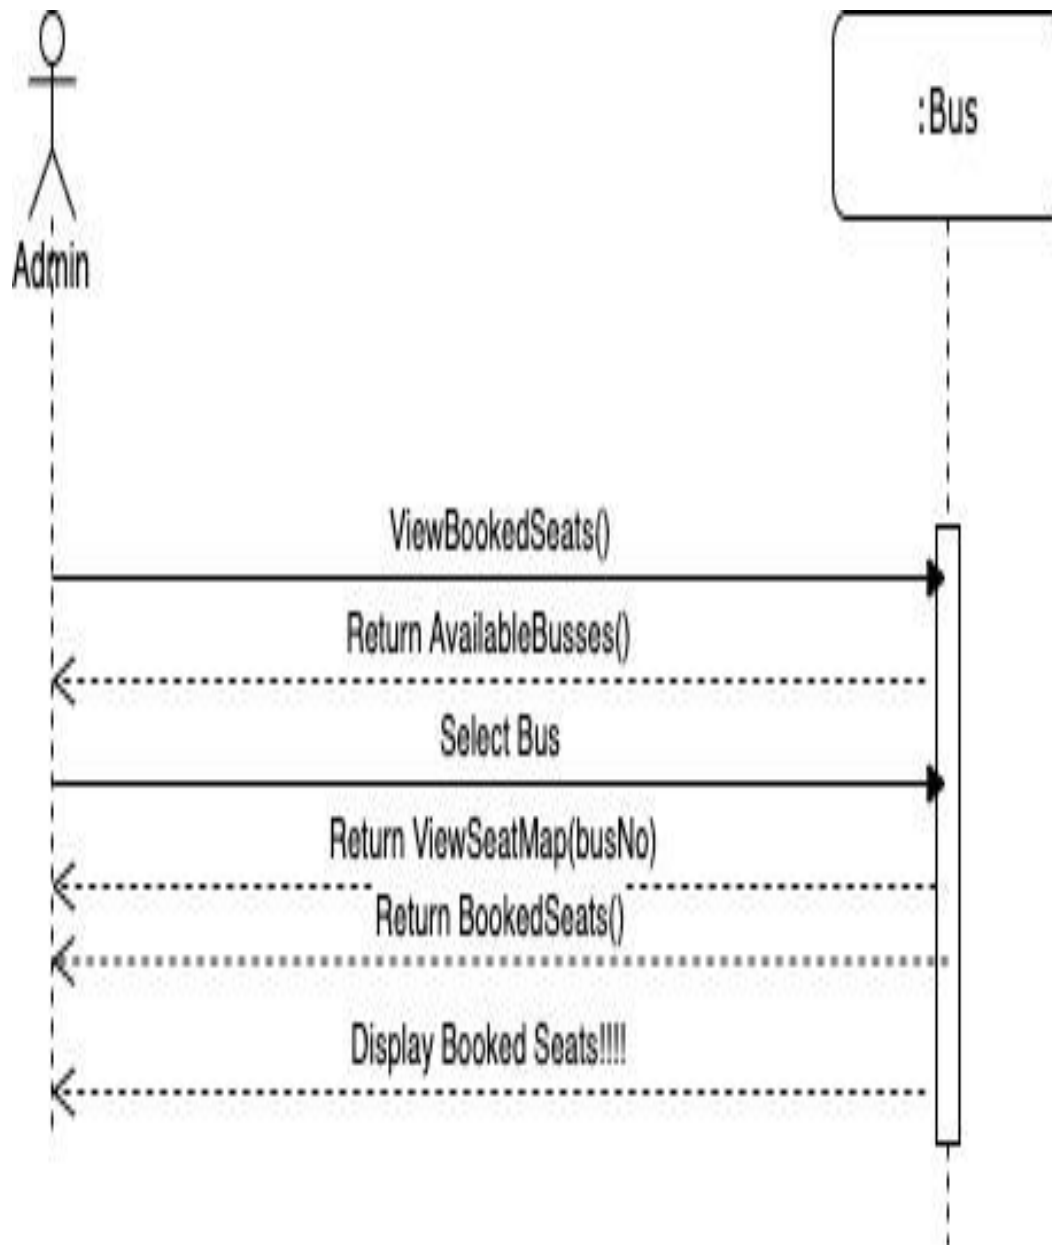 :Bus
Admin
ViewBookedSeats()
Return AvailableBusses()
Select Bus
Return ViewSeatMap(busNo)
Return BookedSeats()
Display Booked Seats!!!!